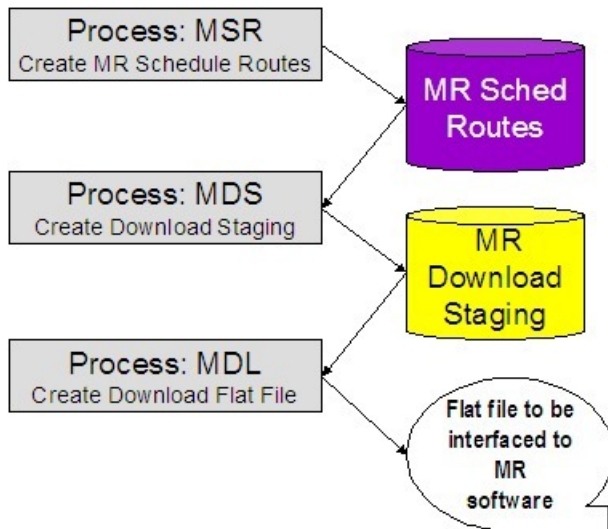 Process: MSR
Create MR Schedule Routes
MR Sched
Routes
Process: MDS
Create Download Staging
MR
Download
Staging
Process: MDL
Create Download Flat File
Flat file to be
interfaced to
MR
software